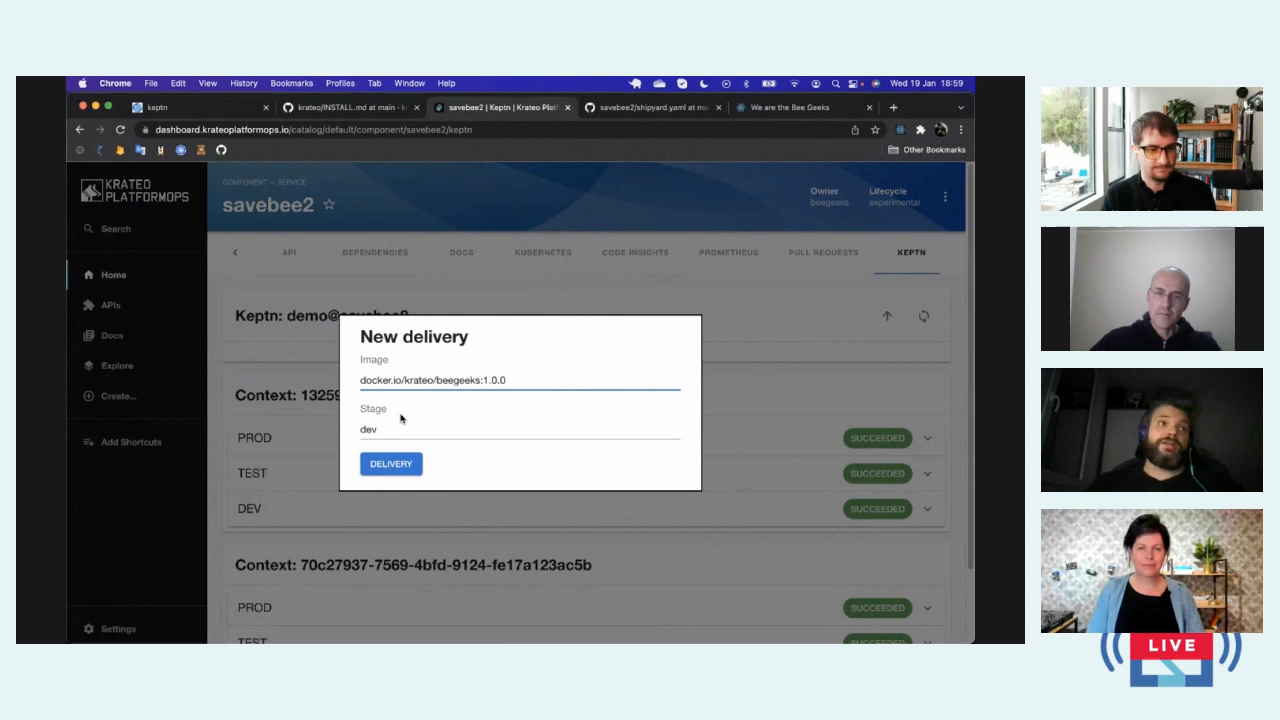 Chrome File Edit View History Bookmarks Profiles Tab Window Help Wed 19 Jan 18:59
keptn
krateo/INSTALL.md at main
savebee2 | Keptn | Krateo Plat
savebee2/shipyard.yaml at ma
We are the Bee Geeks
dashboard.krateoplatformops.io/catalog/default/component/savebee2/keptn
Other Bookmarks
KRATEO
PLATFORMOPS
Search
Home
APIs
Docs
Explore
Create...
Add Shortcuts
Settings
COMPONENT — SERVICE
savebee2
Owner
beegeeks
Lifecycle
experimental
API DEPENDENCIES DOCS KUBERNETES CODE INSIGHTS PROMETHEUS PULL REQUESTS KEPTN
Keptn: demo@savebee2
New delivery
Image
docker.io/krateo/beegeeks:1.0.0
Stage
dev
DELIVERY
Context: 13259
PROD SUCCEEDED
TEST SUCCEEDED
DEV SUCCEEDED
Context: 70c27937-7569-4bfd-9124-fe17a123ac5b
PROD SUCCEEDED
TEST SUCCEEDED
LIVE